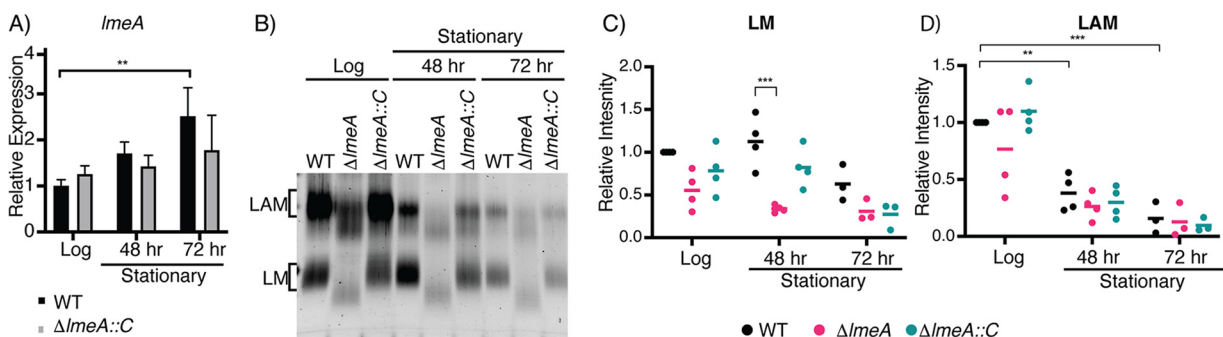 A)
lmeA
Relative Expression
4
3
2
1
0
**
Log
48 hr
72 hr
Stationary
WT
ΔlmeA::C
B)
Stationary
Log
48 hr
72 hr
WT
ΔlmeA
ΔlmeA::C
WT
ΔlmeA
ΔlmeA::C
WT
ΔlmeA
ΔlmeA::C
LAM
LM
C)
LM
Relative Intesnity
2.0
1.5
1.0
0.5
0.0
***
Log
48 hr
72 hr
Stationary
D)
LAM
Relative Intensity
1.5
1.0
0.5
0.0
***
**
Log
48 hr
72 hr
Stationary
WT
ΔlmeA
ΔlmeA::C